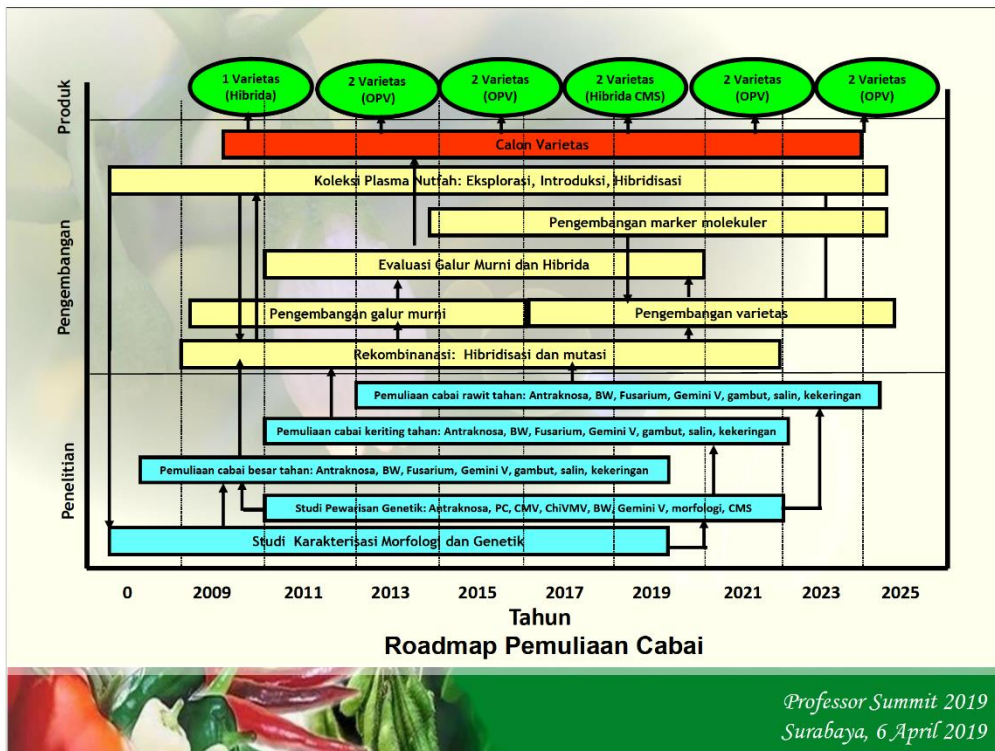 1 Varietas
(Hibrida)
2 Varietas
(OPV)
2 Varietas
(OPV)
2 Varietas
(Hibrida CMS)
2 Varietas
(OPV)
2 Varietas
(OPV)
Produk
Calon Varietas
Koleksi Plasma Nutfah: Eksplorasi, Introduksi, Hibridisasi
Pengembangan marker molekuler
Pengembangan
Evaluasi Galur Murni dan Hibrida
Pengembangan galur murni
Pengembangan varietas
Rekombinanasi: Hibridisasi dan mutasi
Pemuliaan cabai rawit tahan: Antraknosa, BW, Fusarium, Gemini V, gambut, salin, kekeringan
Pemuliaan cabai keriting tahan: Antraknosa, BW, Fusarium, Gemini V, gambut, salin, kekeringan
Penelitian
Pemuliaan cabai besar tahan: Antraknosa, BW, Fusarium, Gemini V, gambut, salin, kekeringan
Studi Pewarisan Genetik: Antraknosa, PC, CMV, ChiVMV, BW, Gemini V, morfologi, CMS
Studi Karakterisasi Morfologi dan Genetik
0 2009 2011 2013 2015 2017 2019 2021 2023 2025
Tahun
Roadmap Pemuliaan Cabai
Professor Summit 2019
Surabaya, 6 April 2019